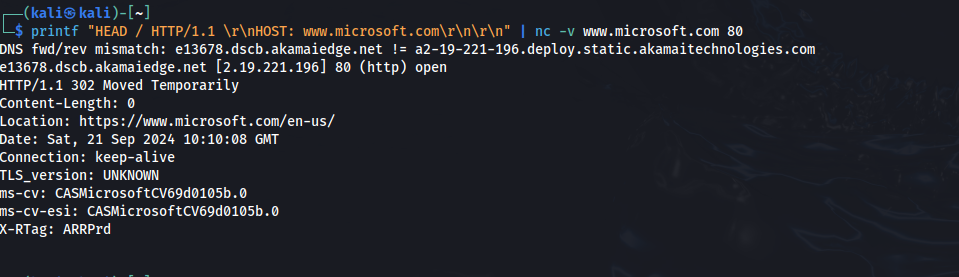 (kali㉿kali)-[~]
$ printf "HEAD / HTTP/1.1 \r\nHOST: www.microsoft.com\r\n\r\n" | nc -v www.microsoft.com 80
DNS fwd/rev mismatch: e13678.dscb.akamaiedge.net != a2-19-221-196.deploy.static.akamaitechnologies.com
e13678.dscb.akamaiedge.net [2.19.221.196] 80 (http) open
HTTP/1.1 302 Moved Temporarily
Content-Length: 0
Location: https://www.microsoft.com/en-us/
Date: Sat, 21 Sep 2024 10:10:08 GMT
Connection: keep-alive
TLS_version: UNKNOWN
ms-cv: CASMicrosoftCV69d0105b.0
ms-cv-esi: CASMicrosoftCV69d0105b.0
X-RTag: ARRPrd